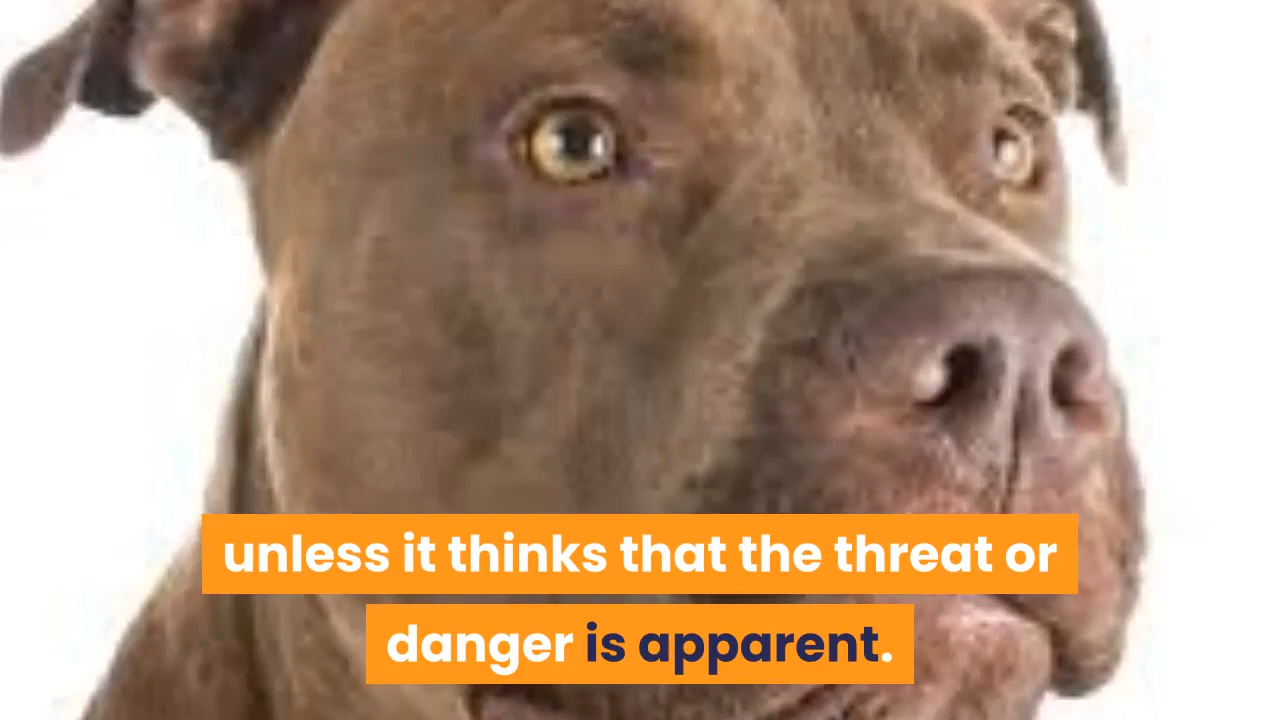 unless it thinks that the threat or
danger is apparent.